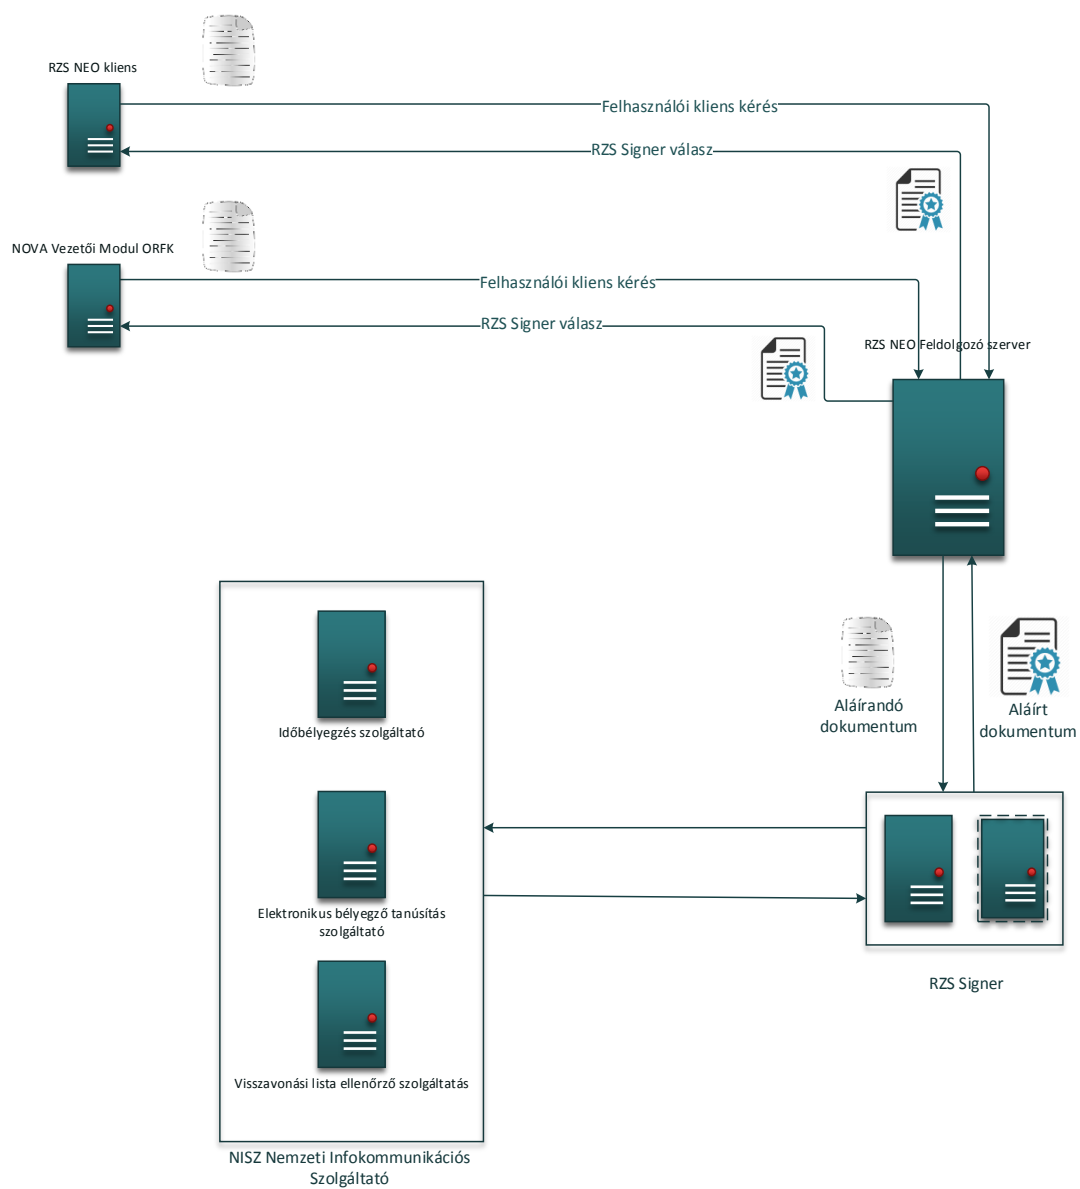 RZS NEO kliens
Felhasználói kliens kérés
RZS Signer válasz
NOVA Vezetői Modul ORFK
Felhasználói kliens kérés
RZS Signer válasz
RZS NEO Feldolgozó szerver
Aláírandó
dokumentum
Aláírt
dokumentum
Időbélyegzés szolgáltató
Elektronikus bélyegző tanúsítás
szolgáltató
RZS Signer
Visszavonási lista ellenőrző szolgáltatás
NISZ Nemzeti Infokommunikációs
Szolgáltató